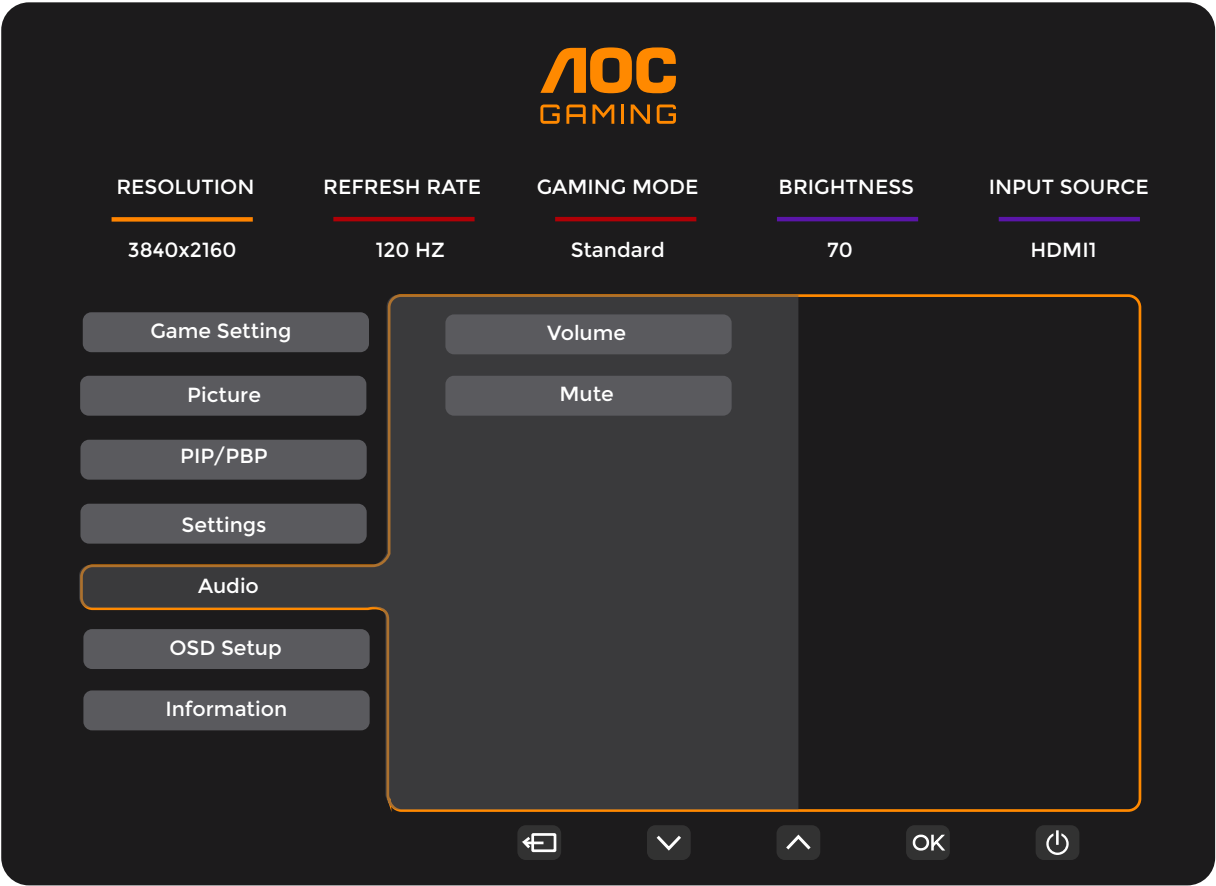 AOC
GAMING
RESOLUTION REFRESH RATE GAMING MODE BRIGHTNESS INPUT SOURCE
3840x2160 120 HZ Standard 70 HDMI1
Game Setting
Picture
PIP/PBP
Settings
Audio
OSD Setup
Information
Volume
Mute
OK